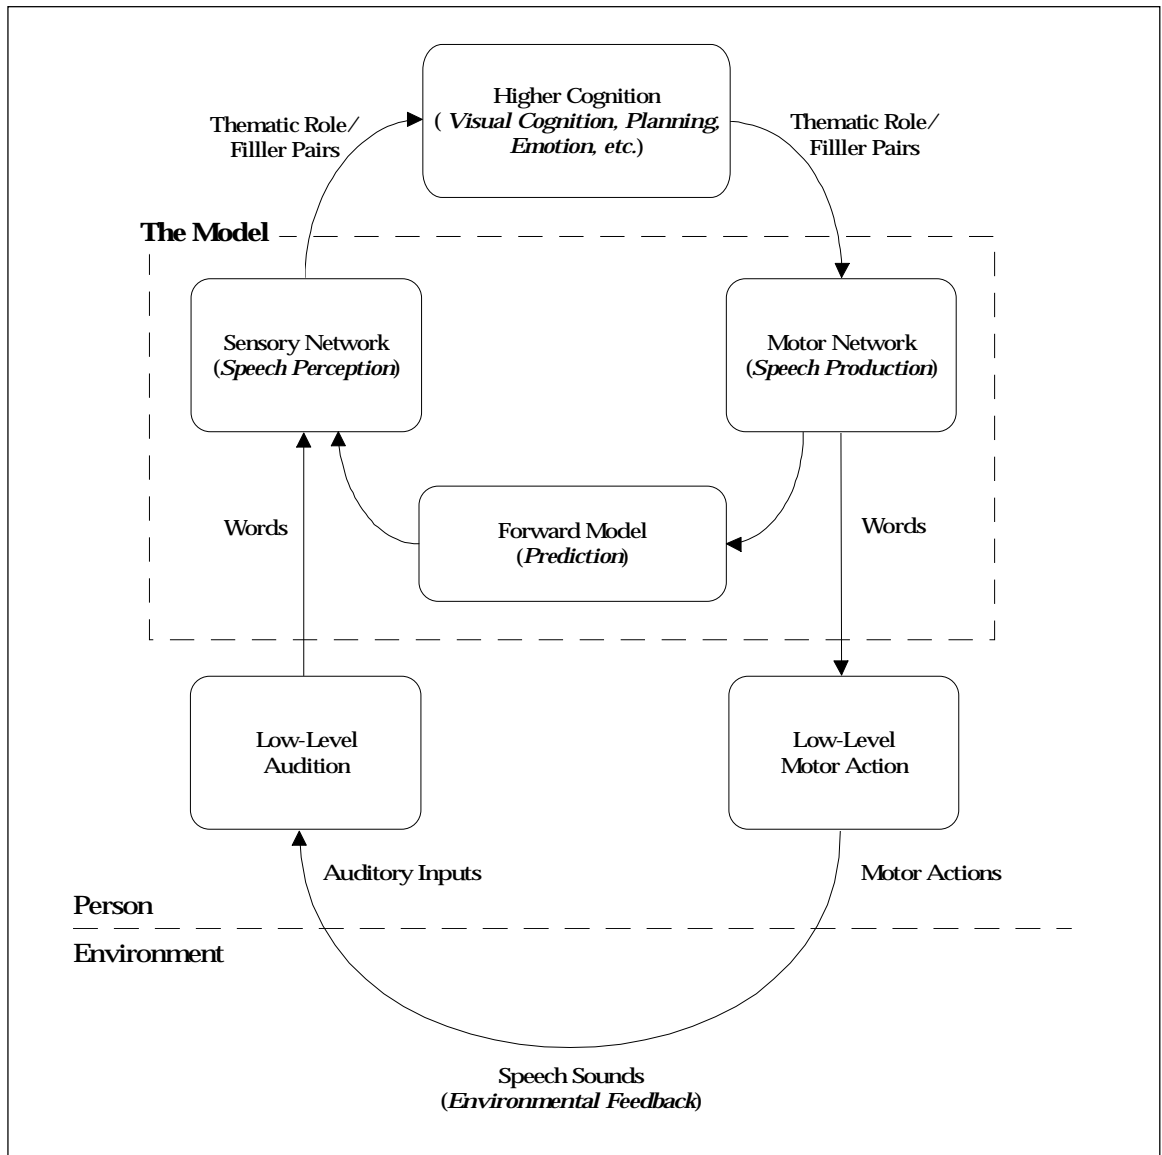 Higher Cognition
( Visual Cognition, Planning,
Emotion, etc.)
Thematic Role/
Filller Pairs
Thematic Role/
Filller Pairs
The Model
Sensory Network
(Speech Perception)
Motor Network
(Speech Production)
Words
Forward Model
(Prediction)
Words
Low-Level
Audition
Low-Level
Motor Action
Auditory Inputs
Motor Actions
Person
Environment
Speech Sounds
(Environmental Feedback)